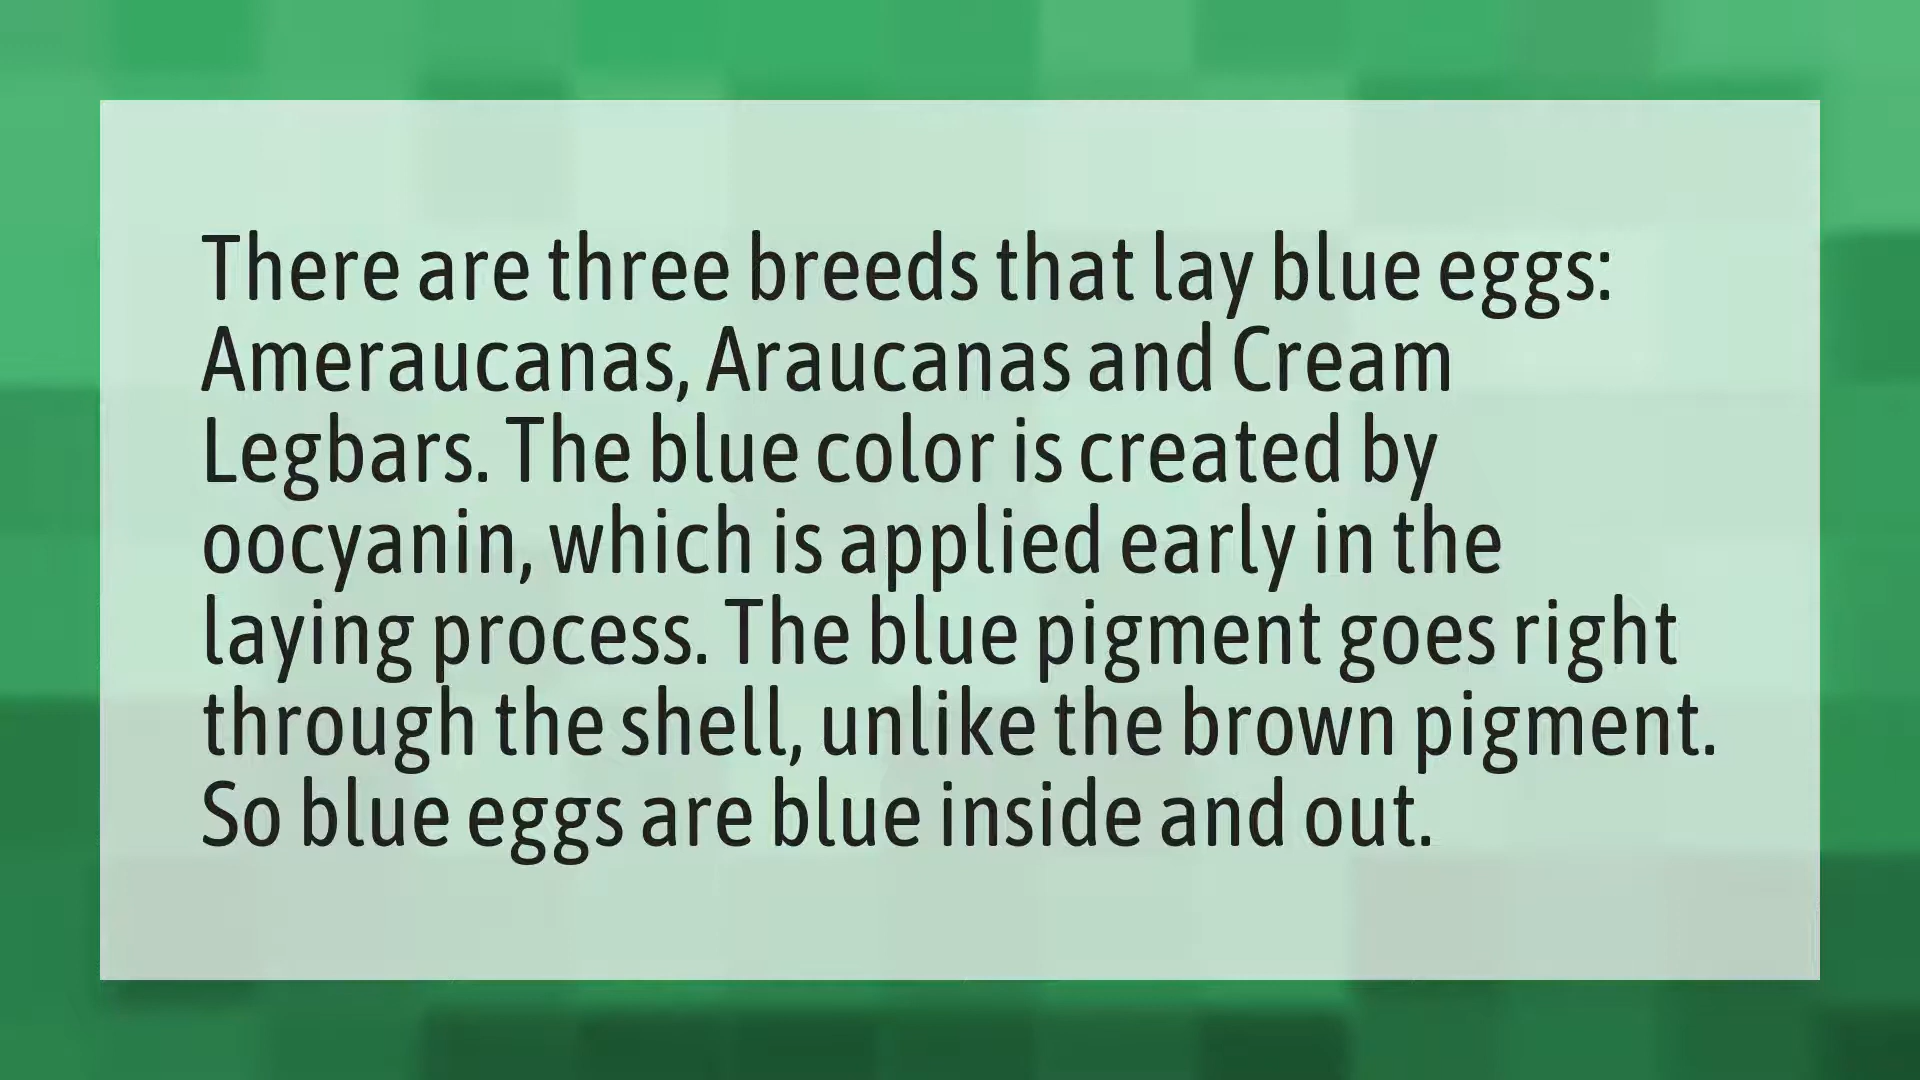 There are three breeds that lay blue eggs:
Ameraucanas, Araucanas and Cream
Legbars. The blue color is created by
oocyanin, which is applied early in the
laying process. The blue pigment goes right
through the shell, unlike the brown pigment.
So blue eggs are blue inside and out.